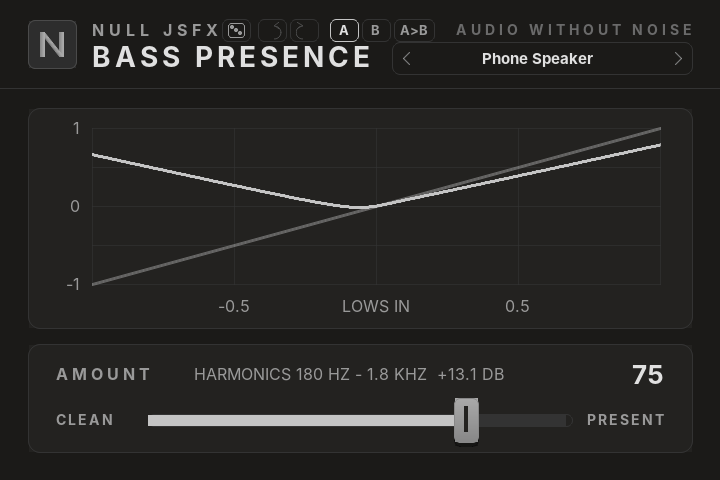 N
NULL JSFX A B A>B AUDIO WITHOUT NOISE
BASS PRESENCE
Phone Speaker
1
0
-1
-0.5 LOWS IN 0.5
AMOUNT HARMONICS 180 HZ - 1.8 KHZ +13.1 DB 75
CLEAN PRESENT